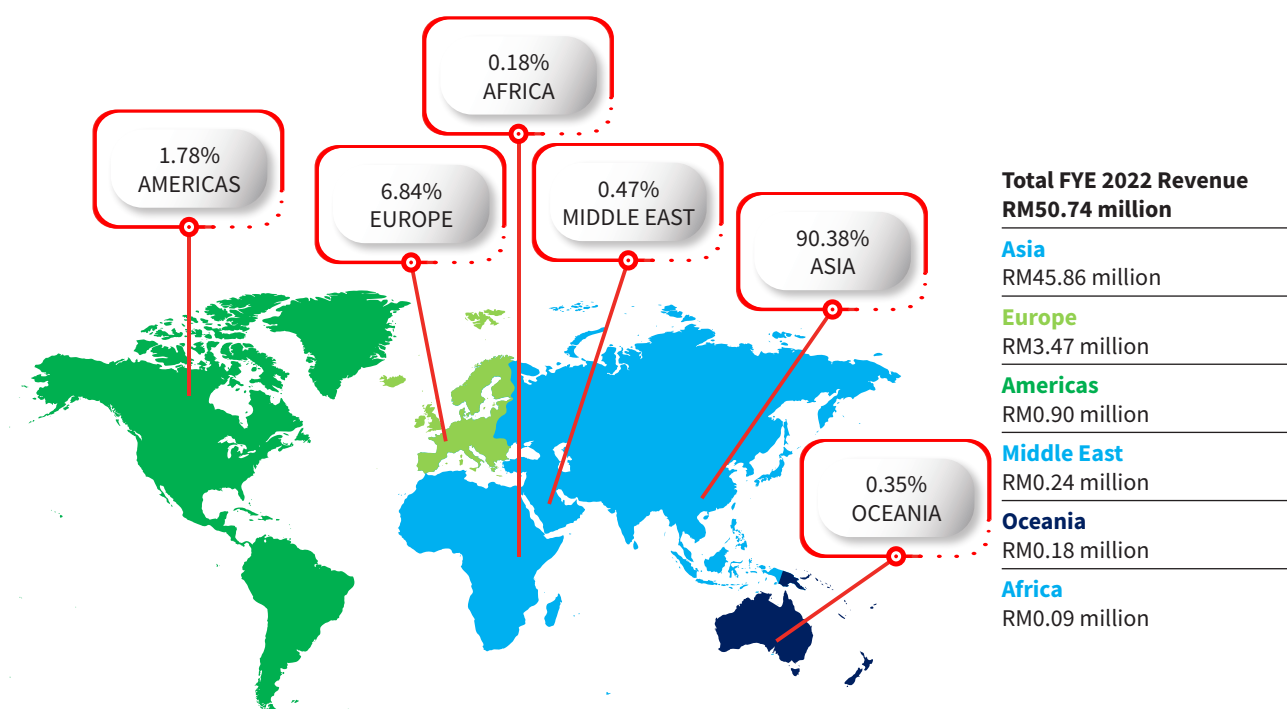 0.18%
AFRICA
1.78%
AMERICAS
6.84%
EUROPE
0.47%
MIDDLE EAST
90.38%
ASIA
0.35%
OCEANIA
Total FYE 2022 Revenue
RM50.74 million
Asia
RM45.86 million
Europe
RM3.47 million
Americas
RM0.90 million
Middle East
RM0.24 million
Oceania
RM0.18 million
Africa
RM0.09 million